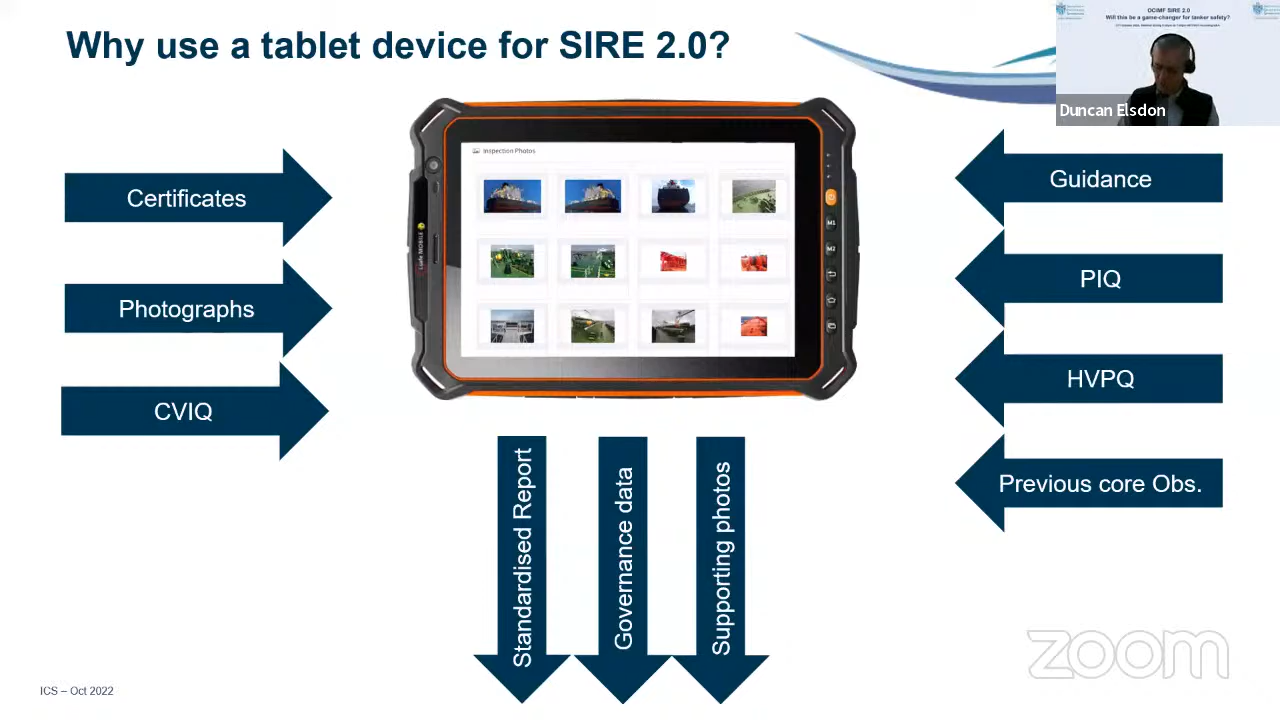 Why use a tablet device for SIRE 2.0?
OCIMF SIRE 2.0
Will this be a game-changer for tanker safety?
Duncan Elsdon
Certificates
Photographs
CVIQ
Inspection Photos
M1
M2
Guidance
PIQ
HVPQ
Previous core Obs.
Standardised Report
Governance data
Supporting photos
ICS – Oct 2022
zoom